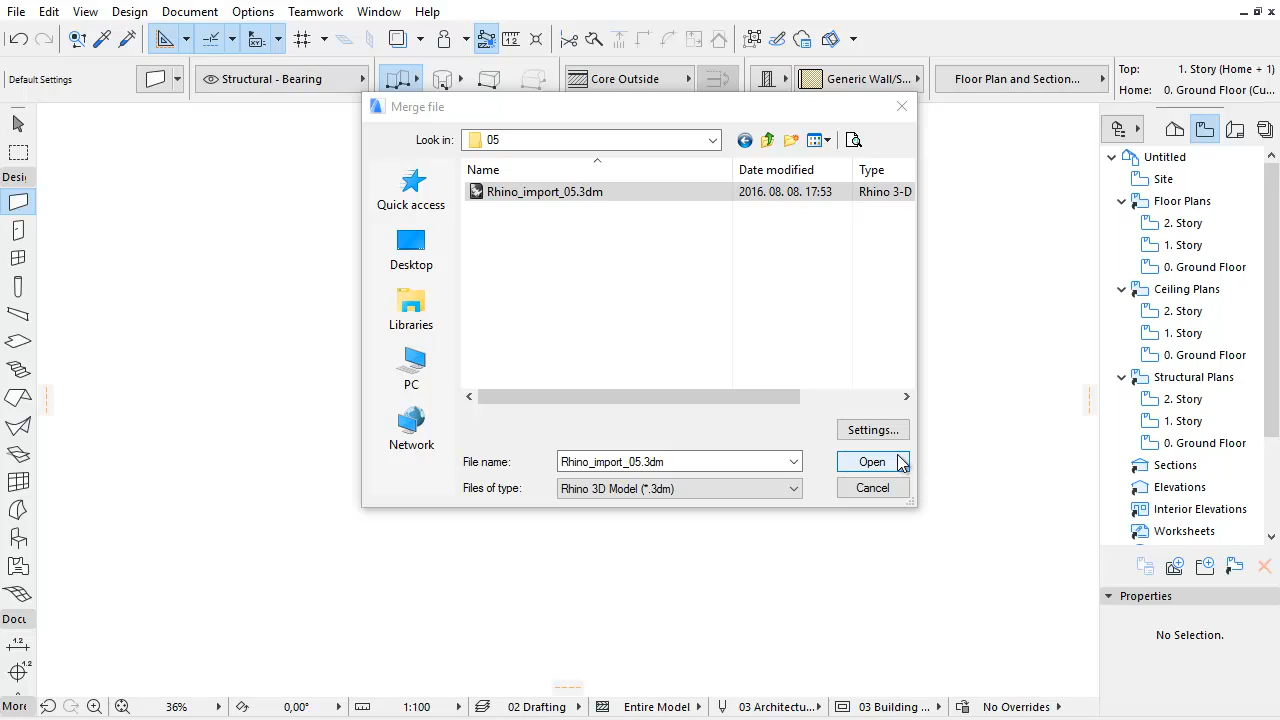 File Edit View Design Document Options Teamwork Window Help
Default Settings
Structural - Bearing
Core Outside
Generic Wall/S...
Floor Plan and Section...
Top: 1. Story (Home + 1)
Home: 0. Ground Floor (Cu...
Merge file
Look in: 05
Name Date modified Type
Rhino_import_05.3dm 2016. 08. 08. 17:53 Rhino 3-D
Quick access
Desktop
Libraries
PC
Network
Settings...
File name: Rhino_import_05.3dm Open
Files of type: Rhino 3D Model (*.3dm) Cancel
Desig
Docu
1.2
1.2
More
Untitled
Site
Floor Plans
2. Story
1. Story
0. Ground Floor
Ceiling Plans
2. Story
1. Story
0. Ground Floor
Structural Plans
2. Story
1. Story
0. Ground Floor
Sections
Elevations
Interior Elevations
Worksheets
Properties
No Selection.
36% 0,00° 1:100 02 Drafting Entire Model 03 Architectu... 03 Building ... No Overrides